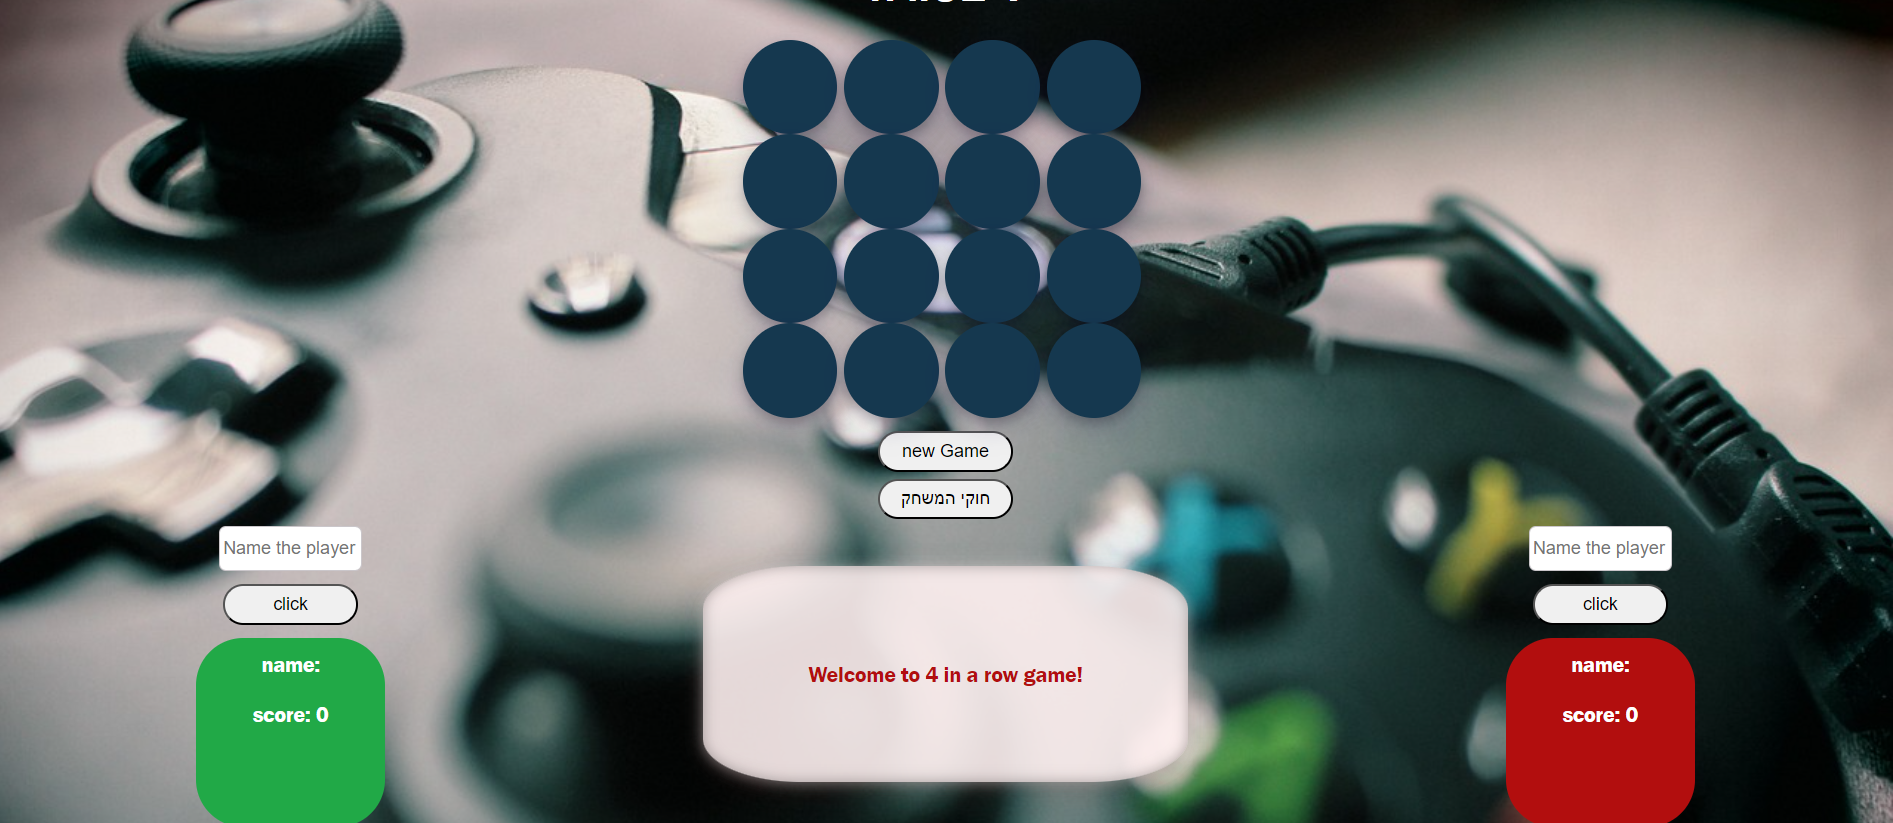 new Game
חוקי המשחק
Name the player
Name the player
click
click
name:
name:
Welcome to 4 in a row game!
score: 0
score: 0